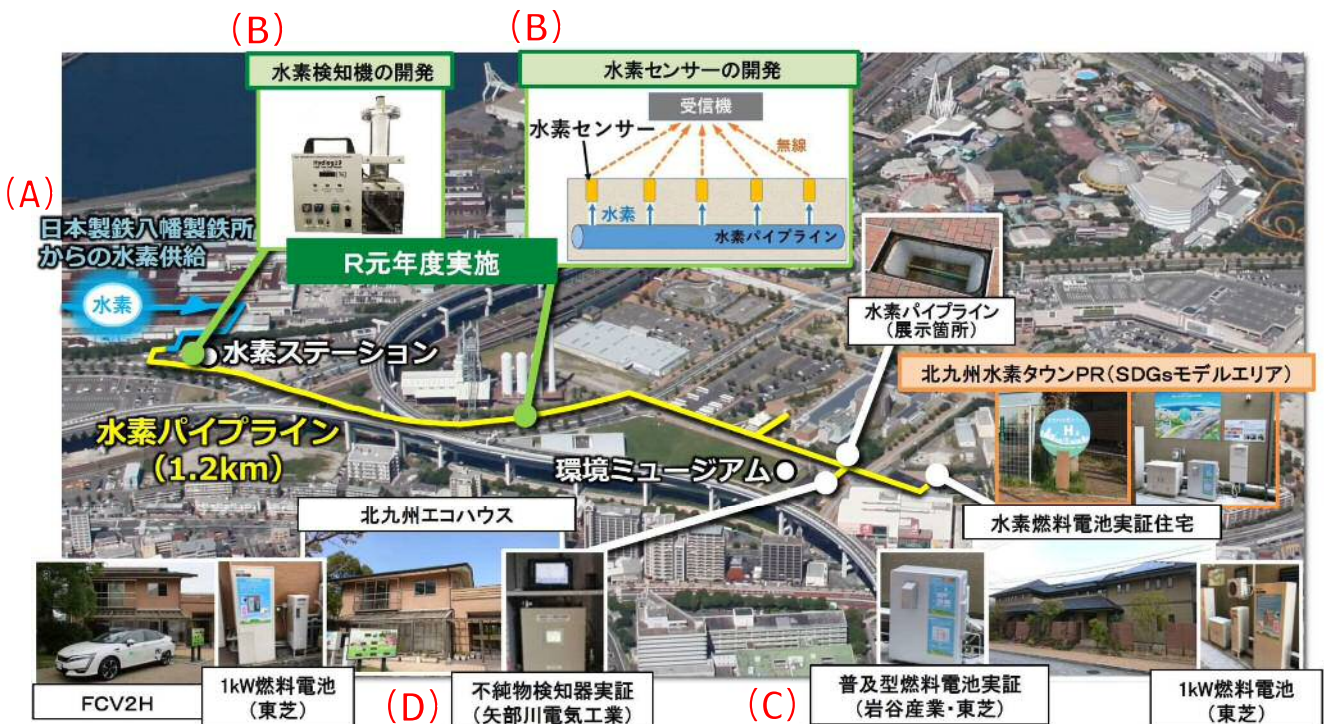 (B)
(B)
水素検知機の開発
水素センサーの開発
受信機
水素センサー
無線
水素
水素パイプライン
(A)
日本製鉄八幡製鉄所
からの水素供給
水素
R元年度実施
水素パイプライン
(展示箇所)
水素ステーション
北九州水素タウンPR(SDGsモデルエリア)
H2
水素パイプライン
(1.2km)
環境ミュージアム
北九州エコハウス
水素燃料電池実証住宅
FCV2H
1kW燃料電池
(東芝)
(D)
不純物検知器実証
(矢部川電気工業)
(C)
普及型燃料電池実証
(岩谷産業・東芝)
1kW燃料電池
(東芝)